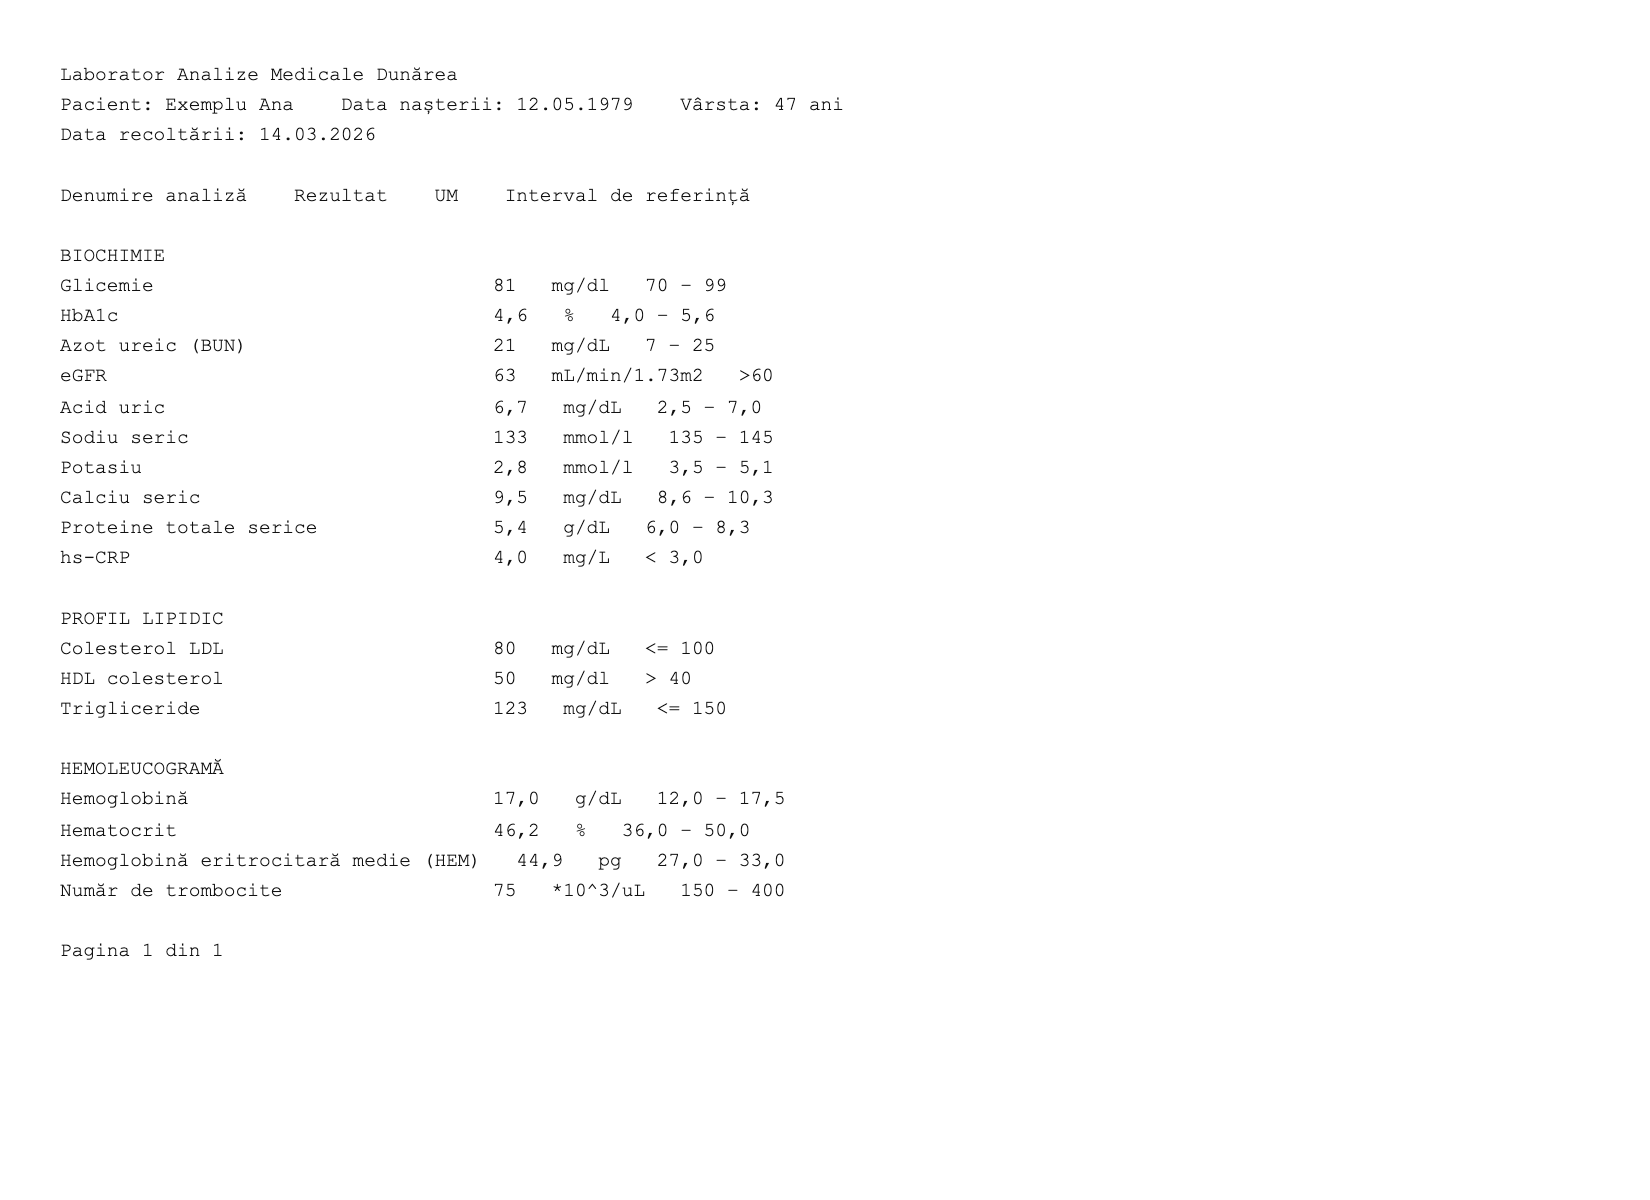 Laborator Analize Medicale Dunărea
Pacient: Exemplu Ana    Data nașterii: 12.05.1979    Vârsta: 47 ani
Data recoltării: 14.03.2026
Denumire analiză    Rezultat    UM    Interval de referință
BIOCHIMIE
Glicemie    81   mg/dl   70 – 99
HbA1c    4,6   %   4,0 – 5,6
Azot ureic (BUN)    21   mg/dL   7 – 25
eGFR    63   mL/min/1.73m2   >60
Acid uric    6,7   mg/dL   2,5 – 7,0
Sodiu seric    133   mmol/l   135 – 145
Potasiu    2,8   mmol/l   3,5 – 5,1
Calciu seric    9,5   mg/dL   8,6 – 10,3
Proteine totale serice    5,4   g/dL   6,0 – 8,3
hs-CRP    4,0   mg/L   < 3,0
PROFIL LIPIDIC
Colesterol LDL    80   mg/dL   <= 100
HDL colesterol    50   mg/dl   > 40
Trigliceride    123   mg/dL   <= 150
HEMOLEUCOGRAMĂ
Hemoglobină    17,0   g/dL   12,0 – 17,5
Hematocrit    46,2   %   36,0 – 50,0
Hemoglobină eritrocitară medie (HEM)   44,9   pg   27,0 – 33,0
Număr de trombocite    75   *10^3/uL   150 – 400
Pagina 1 din 1